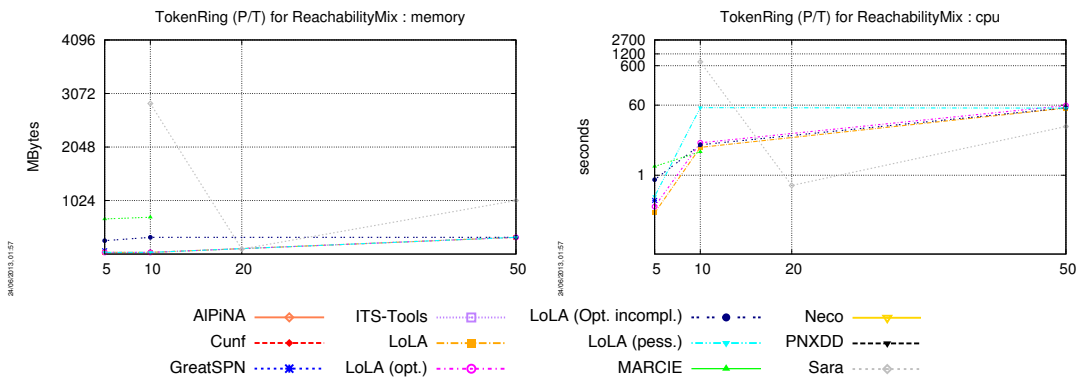 TokenRing (P/T) for ReachabilityMix : memory
4096
3072
2048
1024
MBytes
5
10
20
50
24/06/2013, 01:57
TokenRing (P/T) for ReachabilityMix : cpu
2700
1200
600
60
1
seconds
5
10
20
50
24/06/2013, 01:57
AlPiNA
Cunf
GreatSPN
ITS-Tools
LoLA
LoLA (opt.)
LoLA (Opt. incompl.)
LoLA (pess.)
MARCIE
Neco
PNXDD
Sara